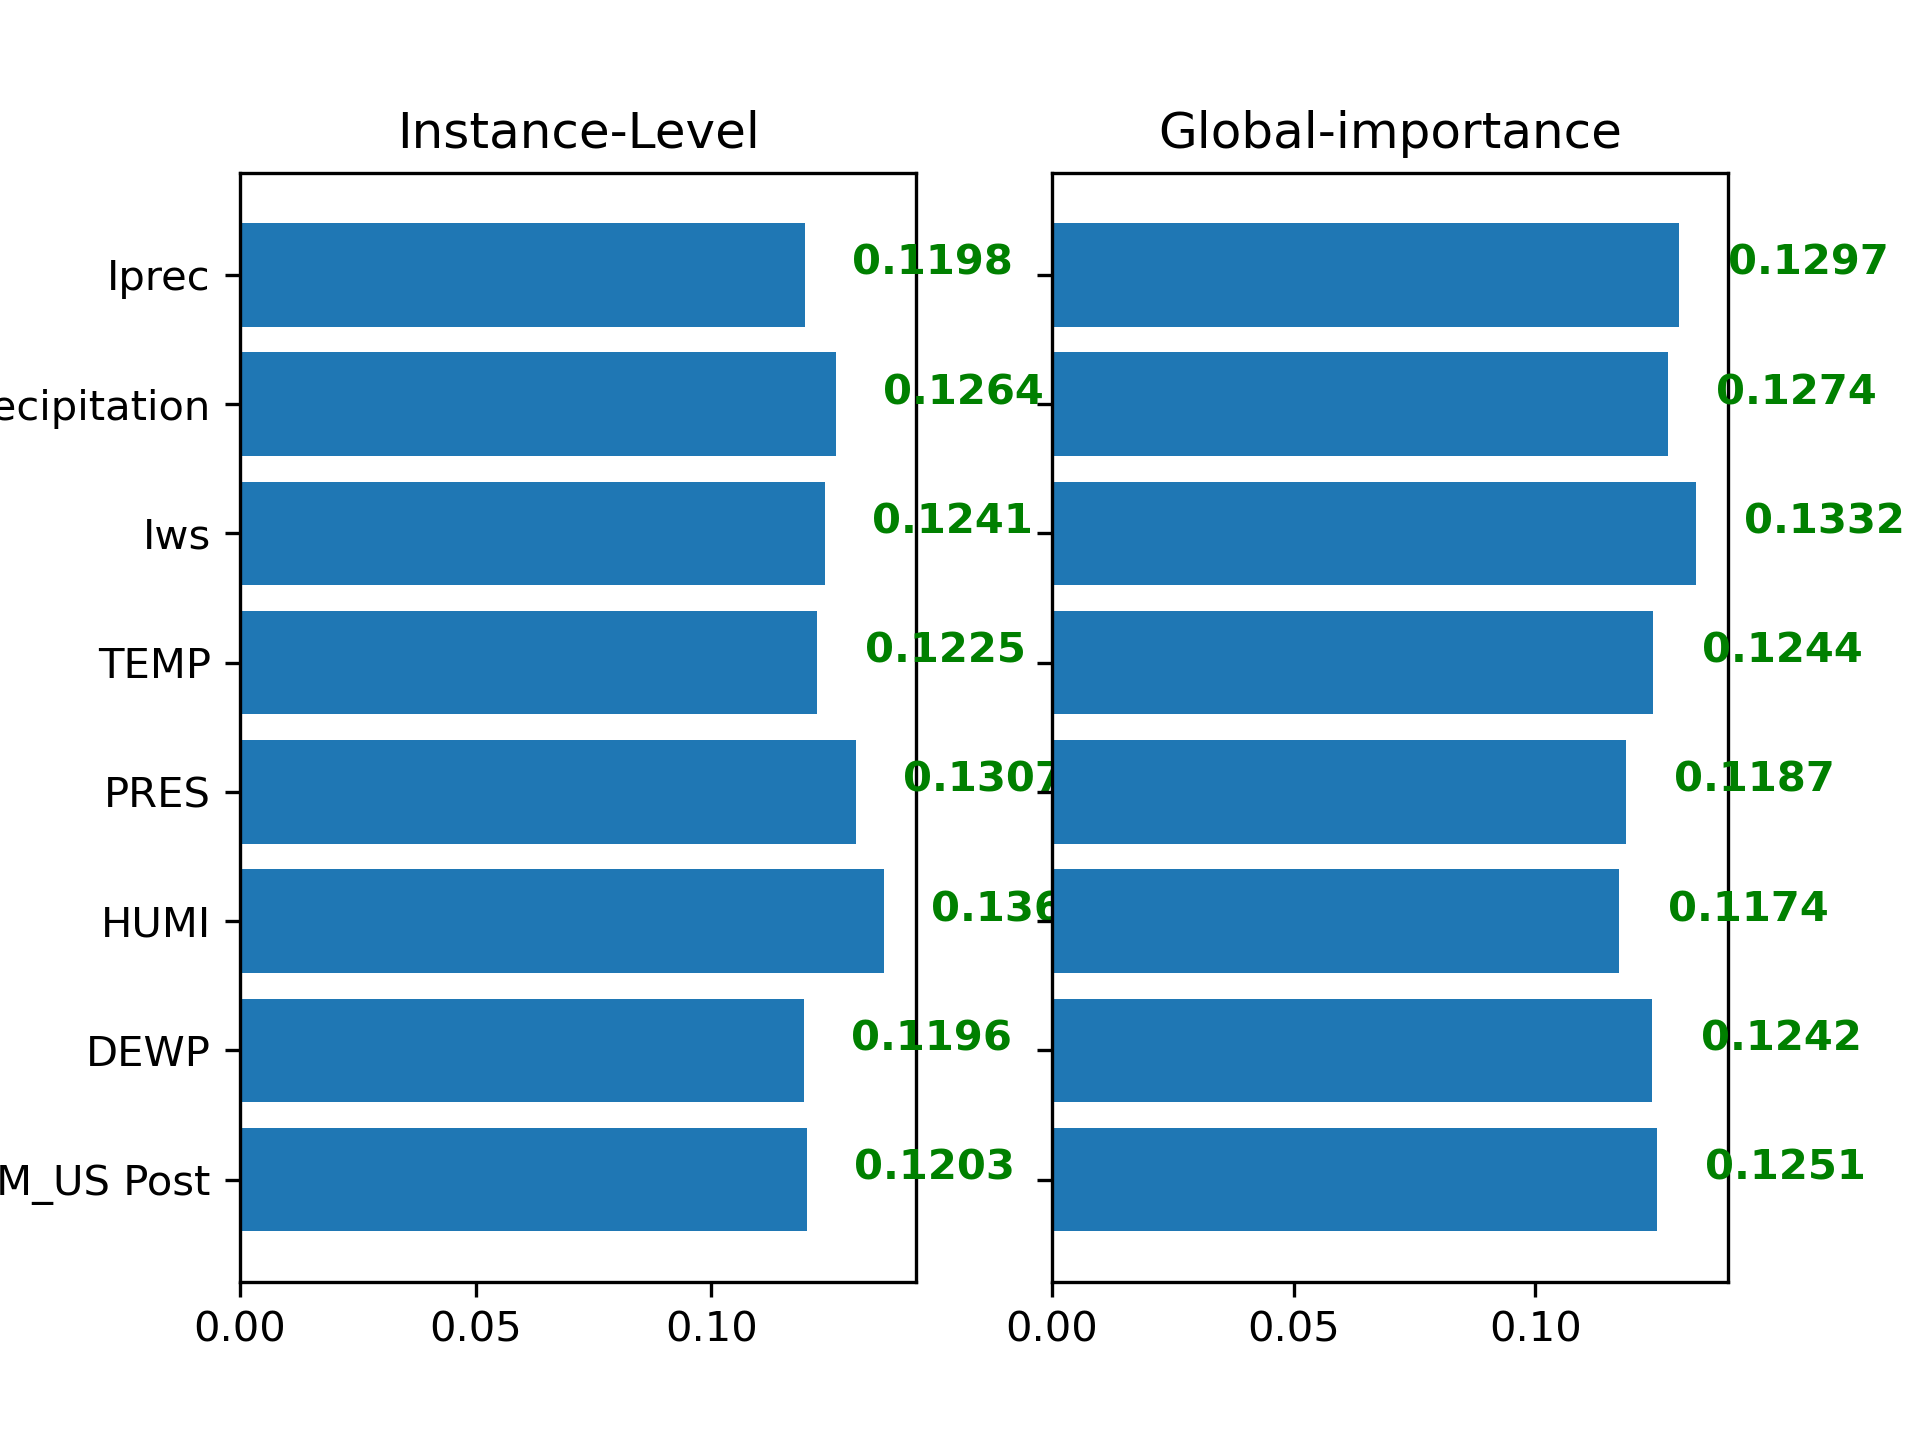 Instance-Level Global-importance
Iprec 0.1198 0.1297
ecipitation 0.1264 0.1274
Iws 0.1241 0.1332
TEMP 0.1225 0.1244
PRES 0.1307 0.1187
HUMI 0.136 0.1174
DEWP 0.1196 0.1242
M_US Post 0.1203 0.1251
0.00 0.05 0.10 0.00 0.05 0.10